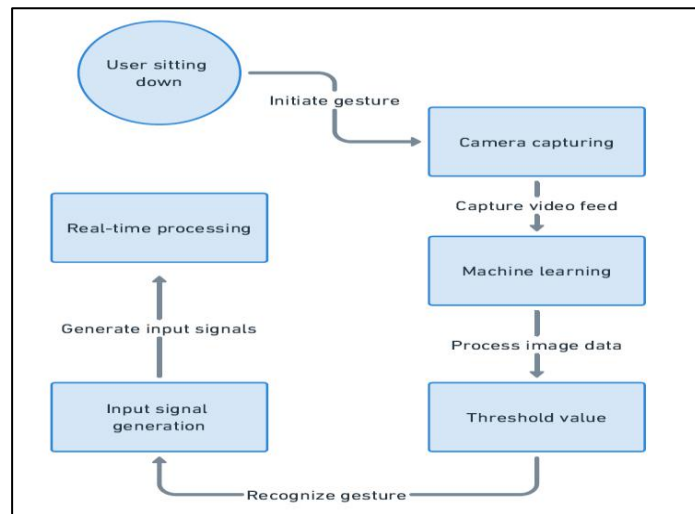 User sitting
down
Initiate gesture
Camera capturing
Capture video feed
Real-time processing
Machine learning
Generate input signals
Process image data
Input signal
generation
Threshold value
Recognize gesture